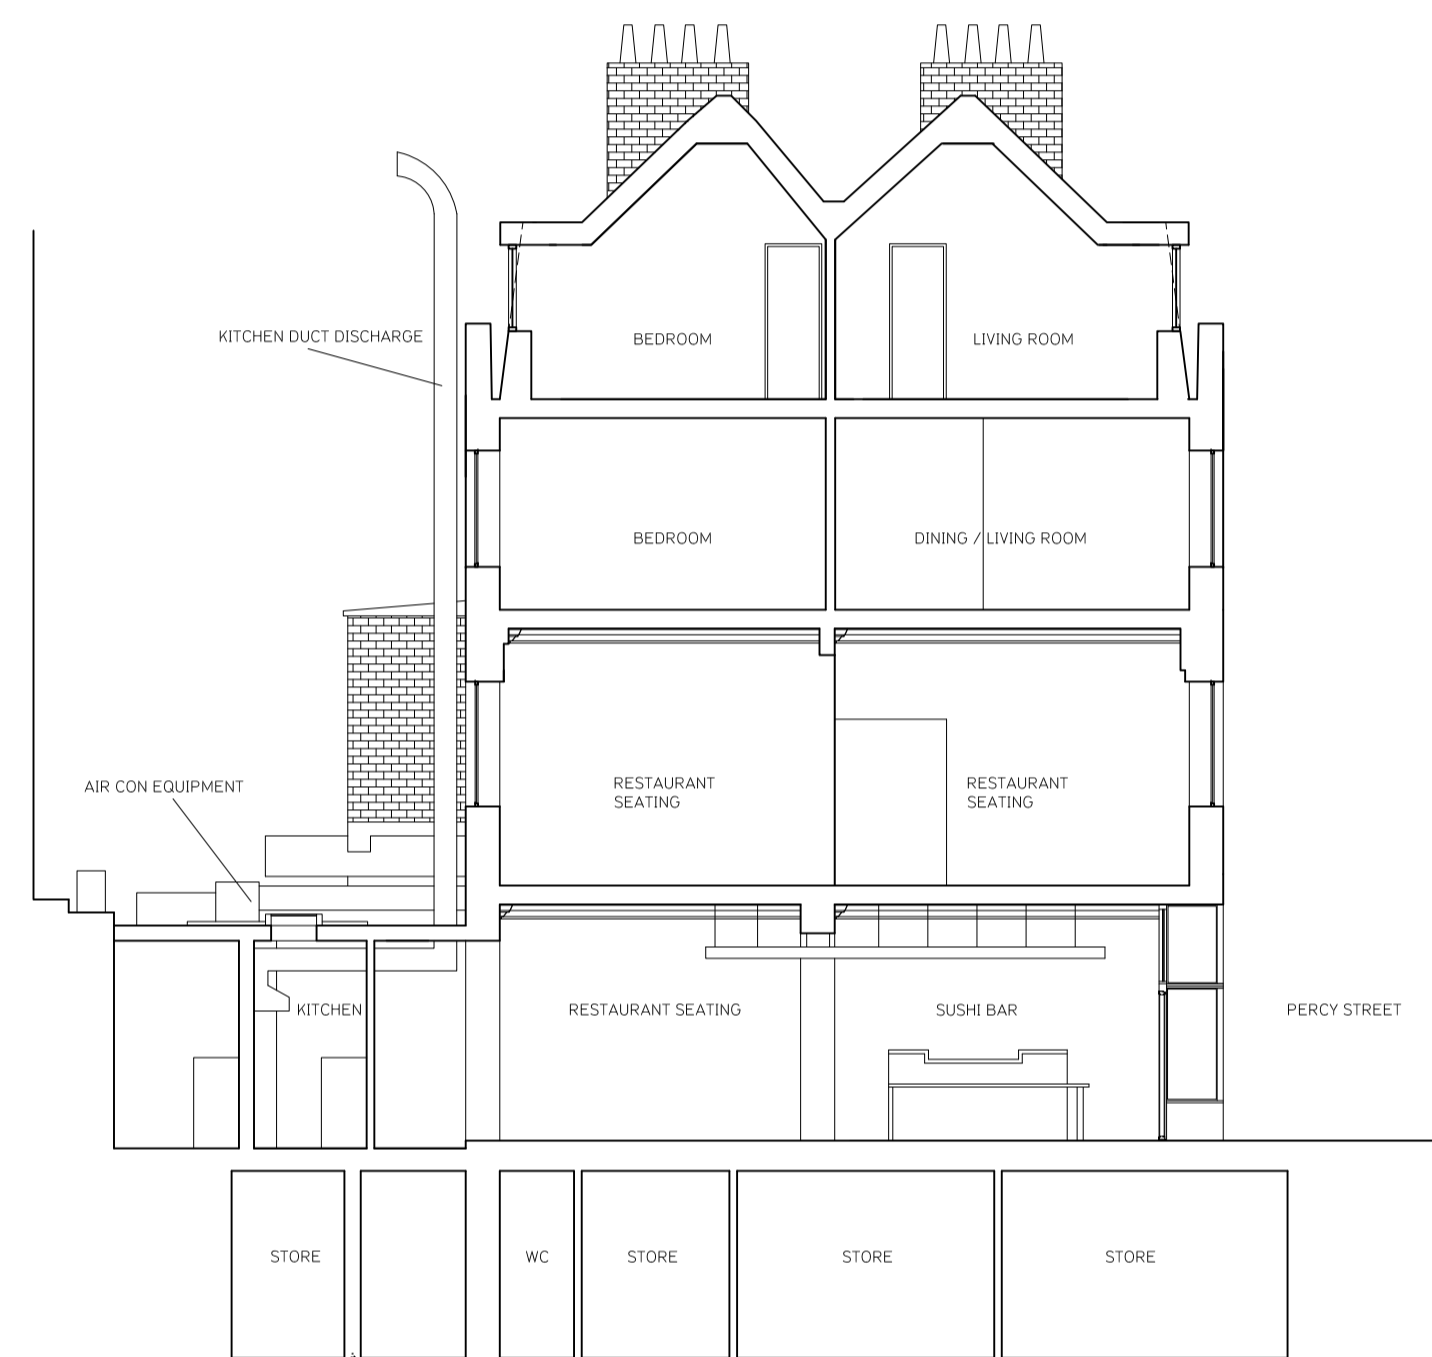 KITCHEN DUCT DISCHARGE
BEDROOM
LIVING ROOM
BEDROOM
DINING / LIVING ROOM
AIR CON EQUIPMENT
RESTAURANT
SEATING
RESTAURANT
SEATING
KITCHEN
RESTAURANT SEATING
SUSHI BAR
PERCY STREET
STORE
WC
STORE
STORE
STORE